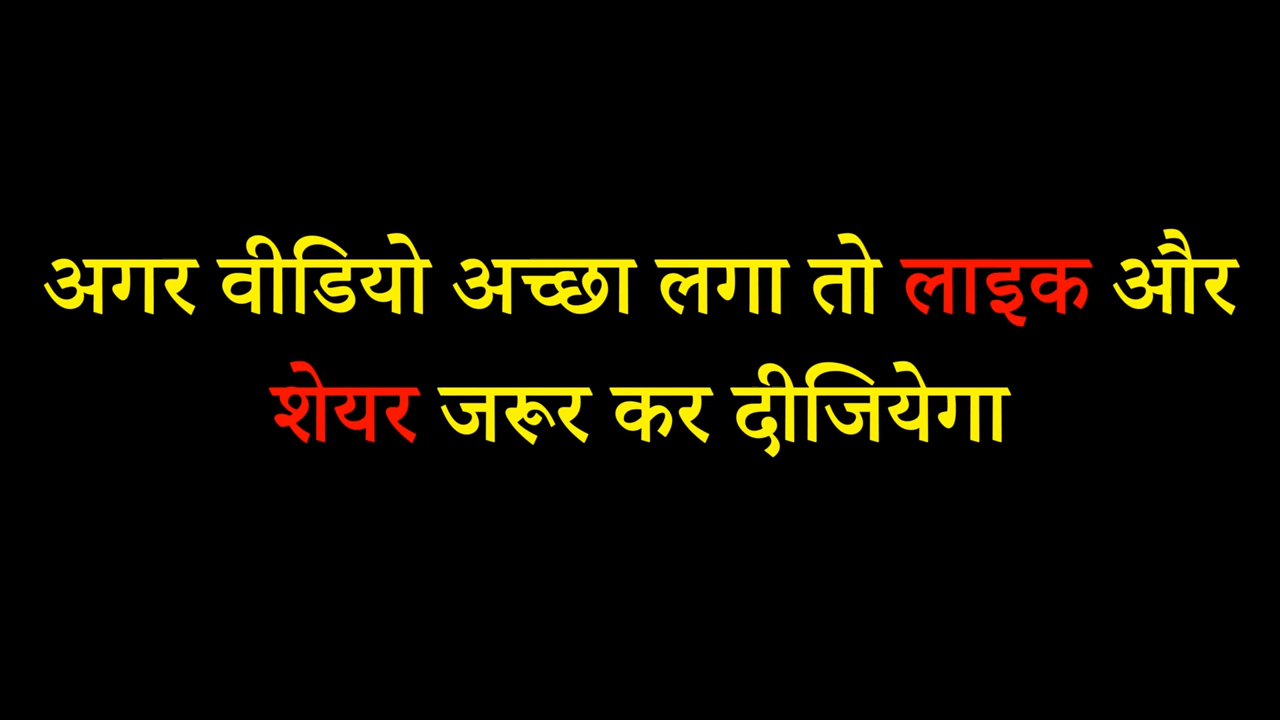 अगर वीडियो अच्छा लगा तो लाइक और
शेयर जरूर कर दीजियेगा